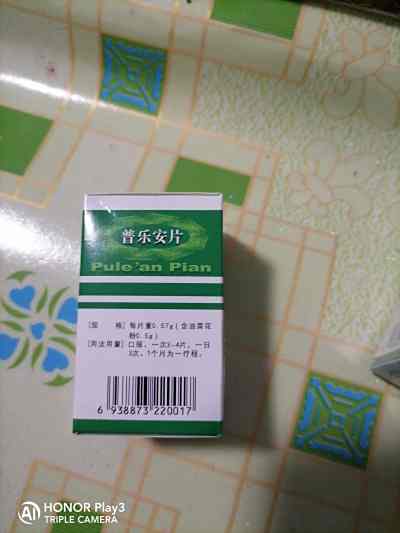 普乐安片
Pule'an Pian
[规 格] 每片重0.57g(含油菜花
粉0.5g)
[用法用量] 口服,一次3-4片,一日
3次,1个月为一疗程。
6 938873 220017
HONOR Play3
TRIPLE CAMERA